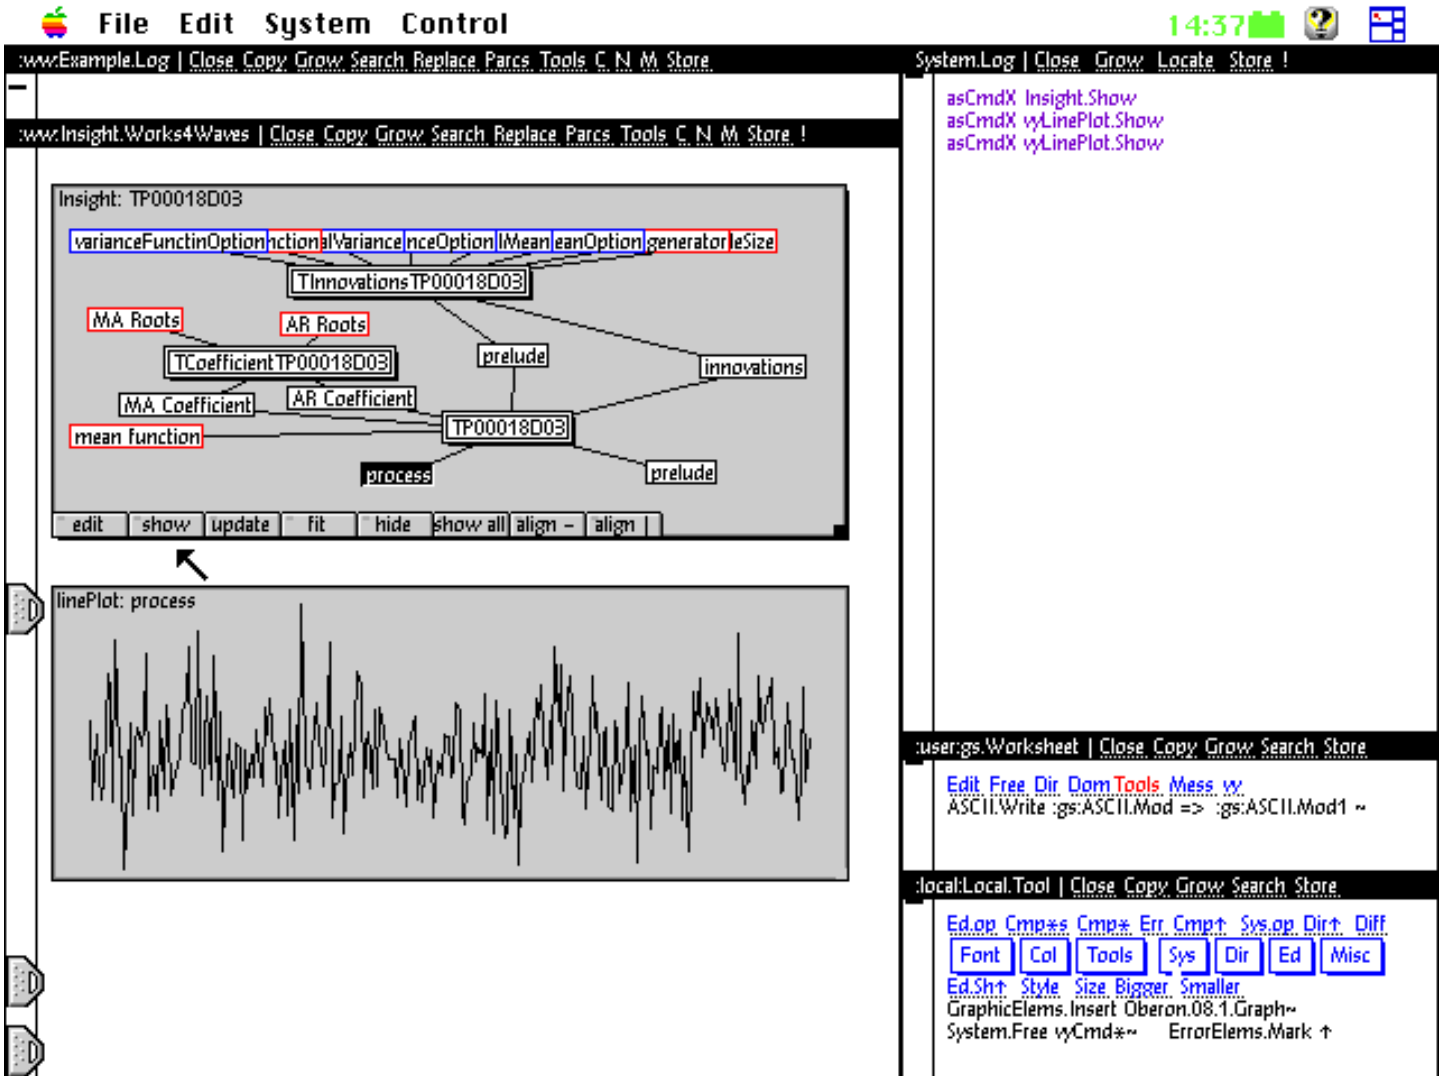 File Edit System Control 14:37
:www:Example.Log | Close Copy Grow Search Replace Parcs Tools C N M Store
:www:Insight.Works4Waves | Close Copy Grow Search Replace Parcs Tools C N M Store !
Insight: TP00018D03
varianceFunctinOption nction alVariance nceOption lMean eanOption generator leSize
TInnovationsTP00018D03
MA Roots AR Roots
TCoefficientTP00018D03 prelude innovations
MA Coefficient AR Coefficient
mean function TP00018D03
process prelude
edit show update fit hide show all align – align |
linePlot: process
System.Log | Close Grow Locate Store !
asCmdX Insight.Show
asCmdX vyLinePlot.Show
asCmdX vyLinePlot.Show
:user:gs.Worksheet | Close Copy Grow Search Store
Edit Free Dir Dom Tools Mess vy
ASCII.Write :gs:ASCII.Mod => :gs:ASCII.Mod1 ~
:local:Local.Tool | Close Copy Grow Search Store
Ed.op Cmp*s Cmp* Err Cmp↑ Sys.op Dir↑ Diff
Font Col Tools Sys Dir Ed Misc
Ed.Sh↑ Style Size Bigger Smaller
GraphicElems.Insert Oberon.08.1.Graph~
System.Free vyCmd*~ ErrorElems.Mark ↑